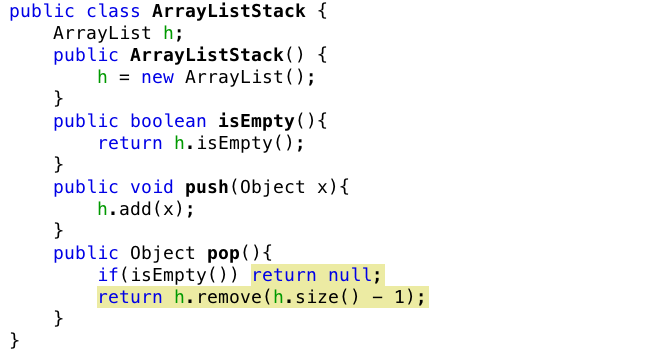 public class ArrayListStack {
    ArrayList h;
    public ArrayListStack() {
        h = new ArrayList();
    }
    public boolean isEmpty(){
        return h.isEmpty();
    }
    public void push(Object x){
        h.add(x);
    }
    public Object pop(){
        if(isEmpty()) return null;
        return h.remove(h.size() − 1);
    }
}